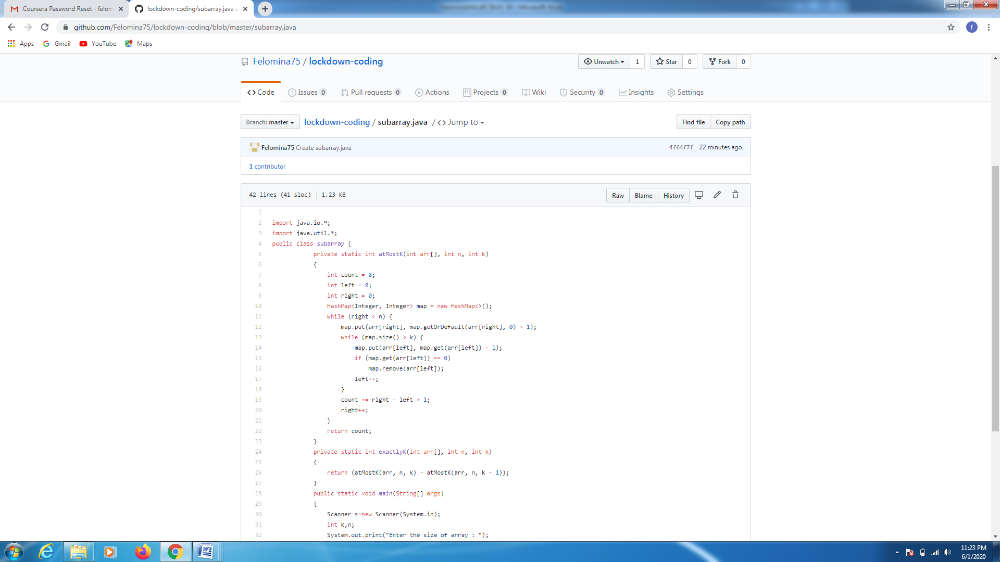 Coursera Password Reset - felom
lockdown-coding/subarray.java a
github.com/Felomina75/lockdown-coding/blob/master/subarray.java
f
Apps Gmail YouTube Maps
Felomina75 / lockdown-coding
Unwatch 1 Star 0 Fork 0
Code Issues 0 Pull requests 0 Actions Projects 0 Wiki Security 0 Insights Settings
Branch: master lockdown-coding / subarray.java / <> Jump to
Find file Copy path
Felomina75 Create subarray.java 4f64f7f 22 minutes ago
1 contributor
42 lines (41 sloc) 1.23 KB Raw Blame History
1
2 import java.io.*;
3 import java.util.*;
4 public class subarray {
5 private static int atMostK(int arr[], int n, int k)
6 {
7 int count = 0;
8 int left = 0;
9 int right = 0;
10 HashMap<Integer, Integer> map = new HashMap<>();
11 while (right < n) {
12 map.put(arr[right], map.getOrDefault(arr[right], 0) + 1);
13 while (map.size() > k) {
14 map.put(arr[left], map.get(arr[left]) - 1);
15 if (map.get(arr[left]) == 0)
16 map.remove(arr[left]);
17 left++;
18 }
19 count += right - left + 1;
20 right++;
21 }
22 return count;
23 }
24 private static int exactlyK(int arr[], int n, int k)
25 {
26 return (atMostK(arr, n, k) - atMostK(arr, n, k - 1));
27 }
28 public static void main(String[] args)
29 {
30 Scanner s=new Scanner(System.in);
31 int k,n;
32 System.out.print("Enter the size of array : ");
11:23 PM
6/1/2020